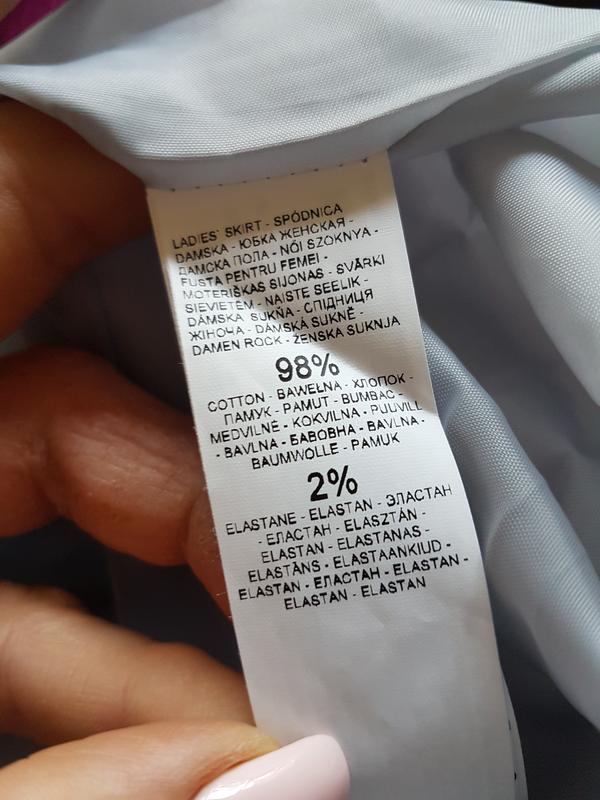 LADIES' SKIRT - SPÓDNICA
DAMSKA - ЮБКА ЖЕНСКАЯ -
ДАМСКА ПОЛА - NŐI SZOKNYA -
FUSTA PENTRU FEMEI -
MOTERIŠKAS SIJONAS - SVĀRKI
SIEVIETĒM - NAISTE SEELIK -
DÁMSKA SUKŇA - СПІДНИЦЯ
ЖІНОЧА - DÁMSKÁ SUKNĚ -
DAMEN ROCK - ŽENSKA SUKNJA
98%
COTTON - BAWEŁNA - ХЛОПОК -
ПАМУК - PAMUT - BUMBAC -
MEDVILNĖ - KOKVILNA - PUUVILL
- BAVLNA - БАВОВНА - BAVLNA -
BAUMWOLLE - PAMUK
2%
ELASTANE - ELASTAN - ЭЛАСТАН
- ЕЛАСТАН - ELASZTÁN -
ELASTAN - ELASTANAS -
ELASTĀNS - ELASTAANKIUD -
ELASTAN - ЕЛАСТАН - ELASTAN -
ELASTAN - ELASTAN